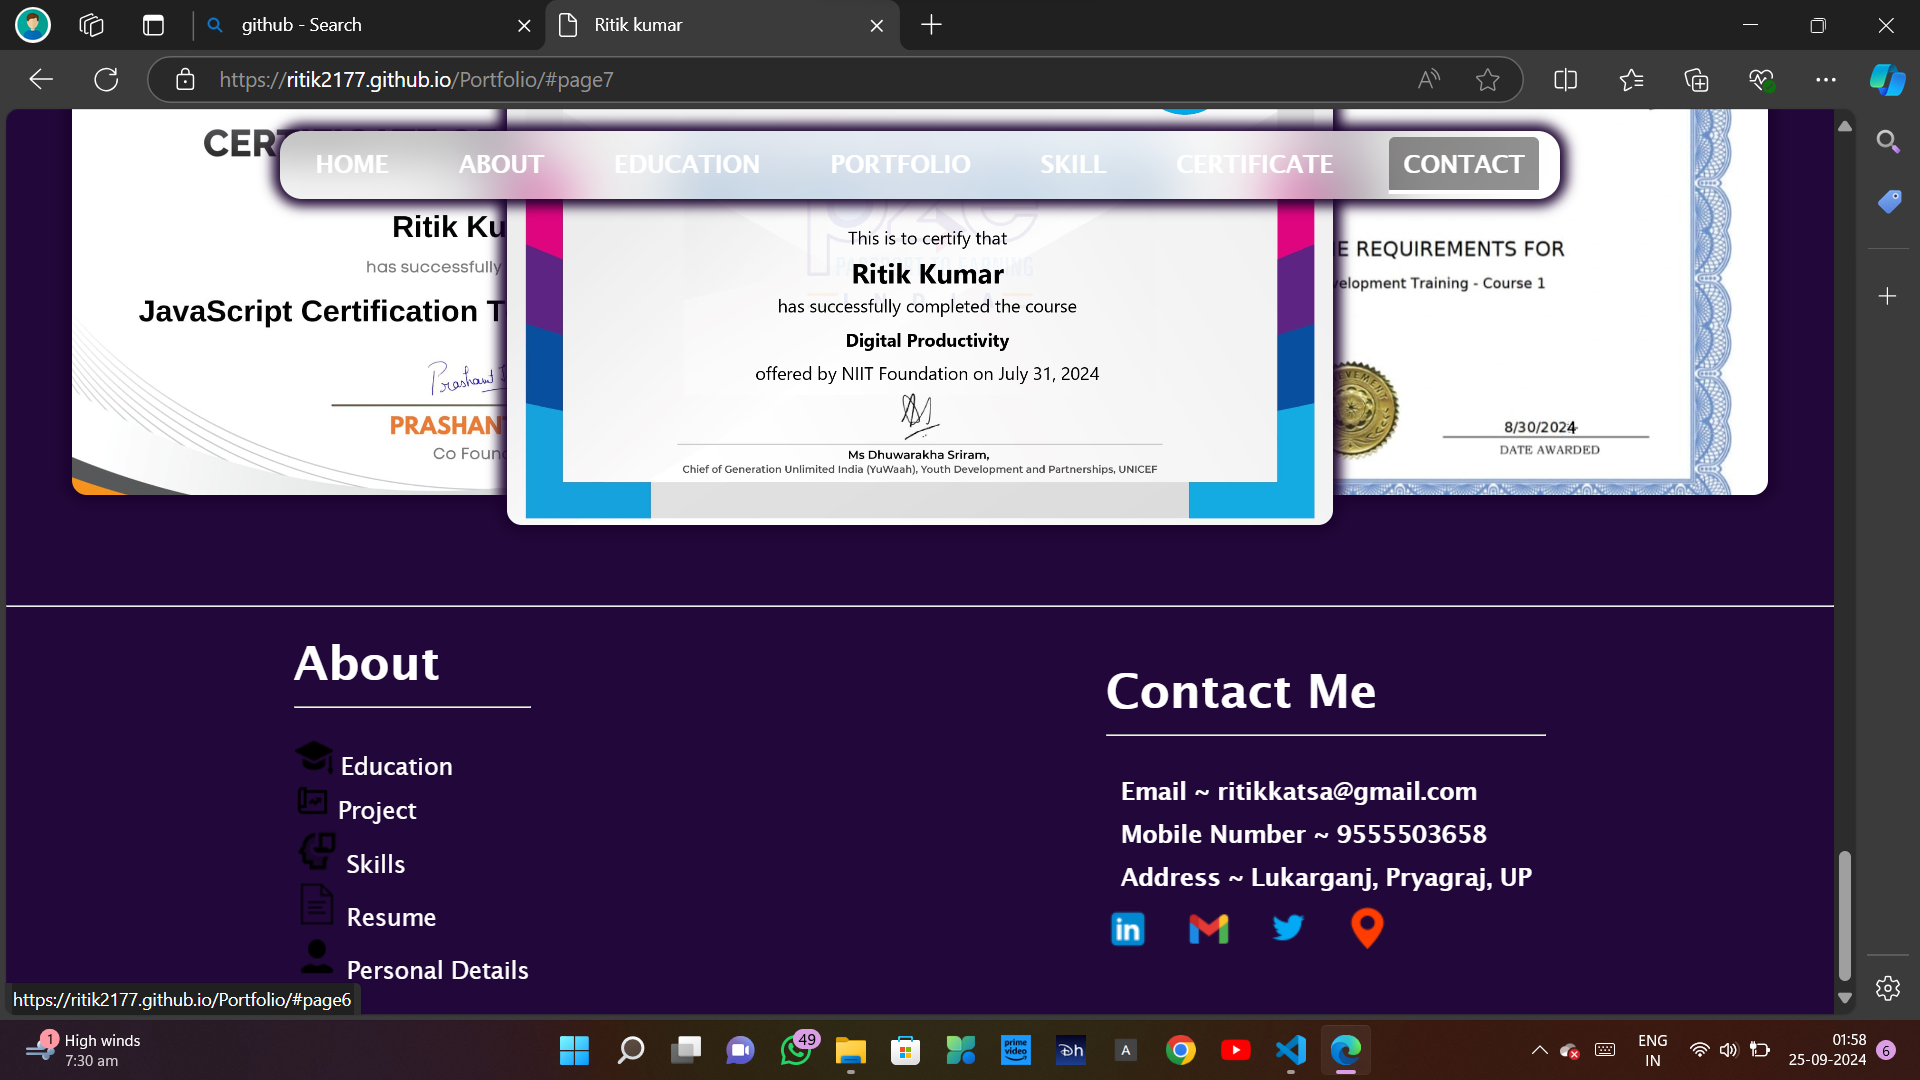 github - Search
Ritik kumar
https://ritik2177.github.io/Portfolio/#page7
HOME ABOUT EDUCATION PORTFOLIO SKILL CERTIFICATE CONTACT
CER
Ritik Ku
has successfully
JavaScript Certification T
PRASHAN
Co Foun
This is to certify that
Ritik Kumar
has successfully completed the course
Digital Productivity
offered by NIIT Foundation on July 31, 2024
Ms Dhuwarakha Sriram,
Chief of Generation Unlimited India (YuWaah), Youth Development and Partnerships, UNICEF
E REQUIREMENTS FOR
velopment Training - Course 1
8/30/2024
DATE AWARDED
About
Education
Project
Skills
Resume
Personal Details
Contact Me
Email ~ ritikkatsa@gmail.com
Mobile Number ~ 9555503658
Address ~ Lukarganj, Pryagraj, UP
in
https://ritik2177.github.io/Portfolio/#page6
1
High winds
7:30 am
49
prime video
A
ENG
IN
01:58
25-09-2024
6